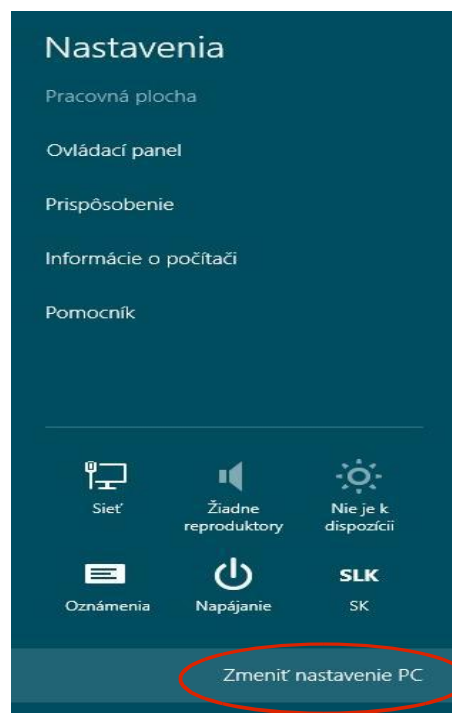 Nastavenia
Pracovná plocha
Ovládací panel
Prispôsobenie
Informácie o počítači
Pomocník
Sieť
Žiadne
reproduktory
Nie je k
dispozícii
Oznámenia
Napájanie
SLK
SK
Zmeniť nastavenie PC